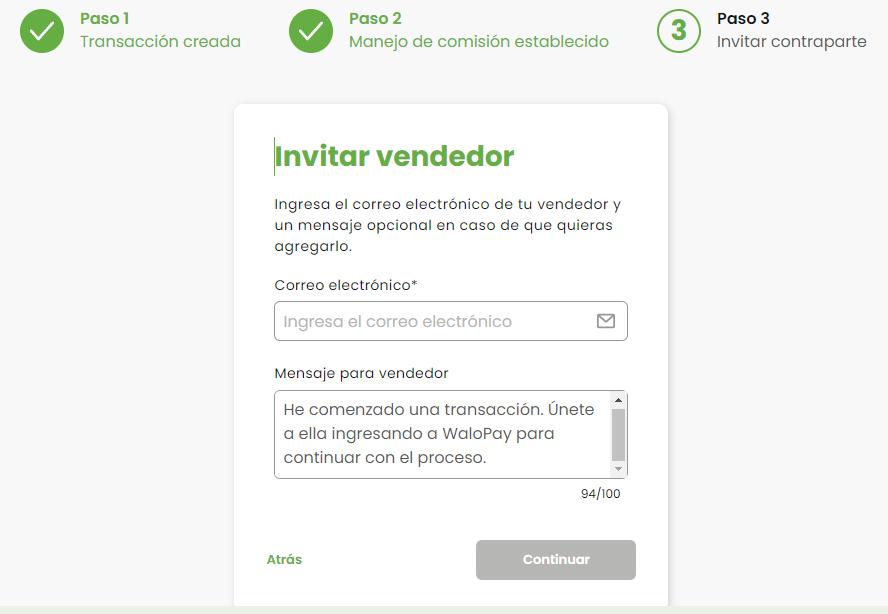 Paso 1
Transacción creada
Paso 2
Manejo de comisión establecido
3
Paso 3
Invitar contraparte
Invitar vendedor
Ingresa el correo electrónico de tu vendedor y
un mensaje opcional en caso de que quieras
agregarlo.
Correo electrónico*
Ingresa el correo electrónico
Mensaje para vendedor
He comenzado una transacción. Únete
a ella ingresando a WaloPay para
continuar con el proceso.
94/100
Atrás
Continuar